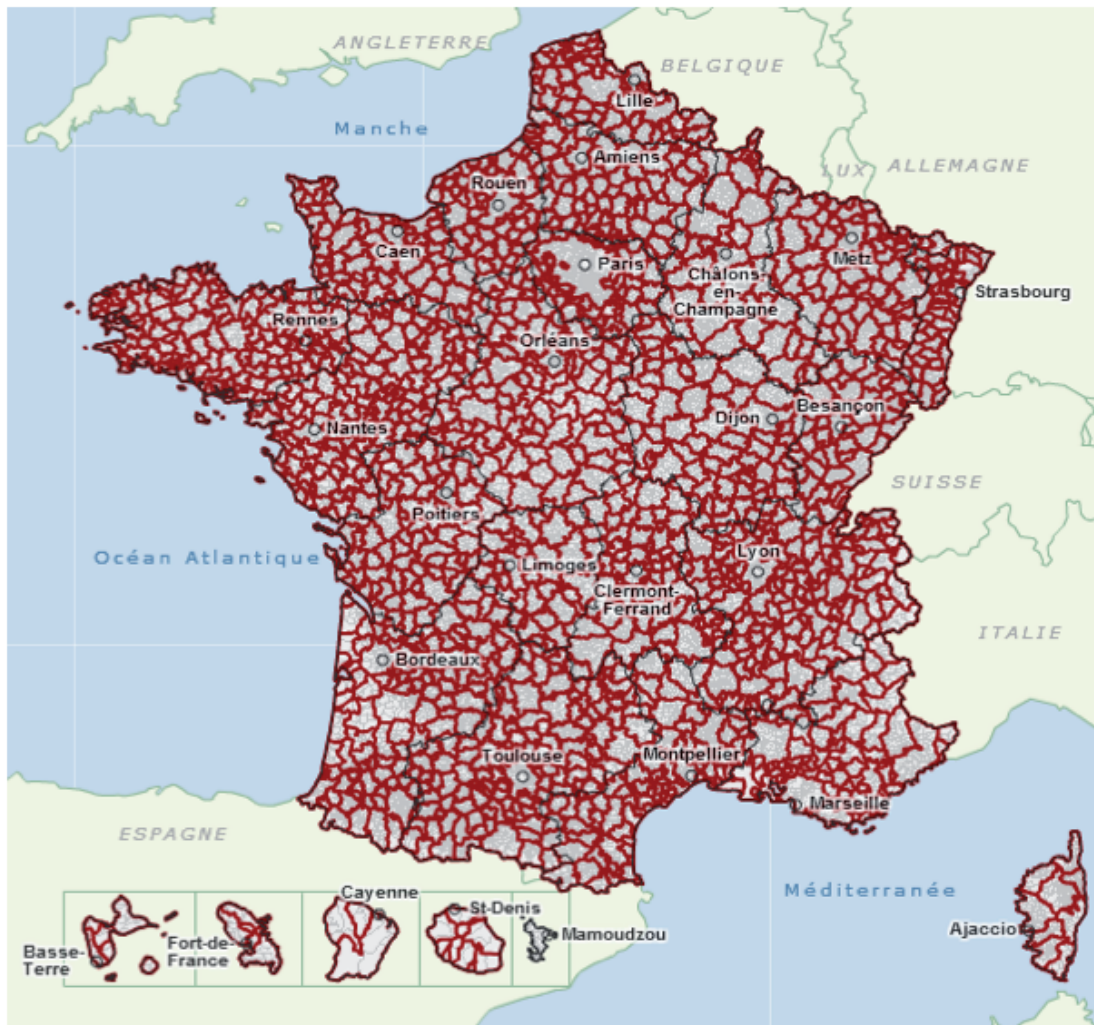 ANGLETERRE
BELGIQUE
Lille
Manche
Amiens
LUX
ALLEMAGNE
Rouen
Caen
Paris
Metz
Châlons-
en-
Champagne
Strasbourg
Rennes
Orléans
Nantes
Dijon
Besançon
SUISSE
Poitiers
Océan Atlantique
Limoges
Lyon
Clermont-
Ferrand
ITALIE
Bordeaux
Toulouse
Montpellier
Marseille
ESPAGNE
Méditerranée
Cayenne
St-Denis
Ajaccio
Basse-
Terre
Fort-de-
France
Mamoudzou